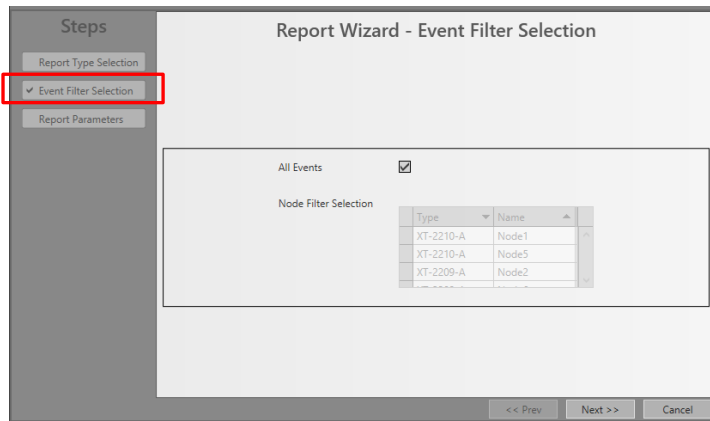 Steps
Report Type Selection
✔ Event Filter Selection
Report Parameters
Report Wizard - Event Filter Selection
All Events
Node Filter Selection
Type Name
XT-2210-A Node1
XT-2210-A Node5
XT-2209-A Node2
<< Prev Next >> Cancel